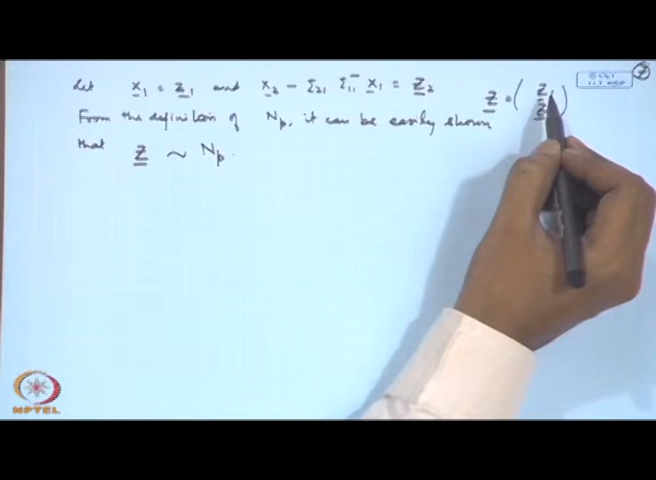 Let x₁ = z₁ and x₂ − Σ₂₁ Σ₁₁⁻ x₁ = z₂ z = ( z₁ z₂ )
From the definition of Nₚ, it can be easily shown
that z ~ Nₚ.
NPTEL